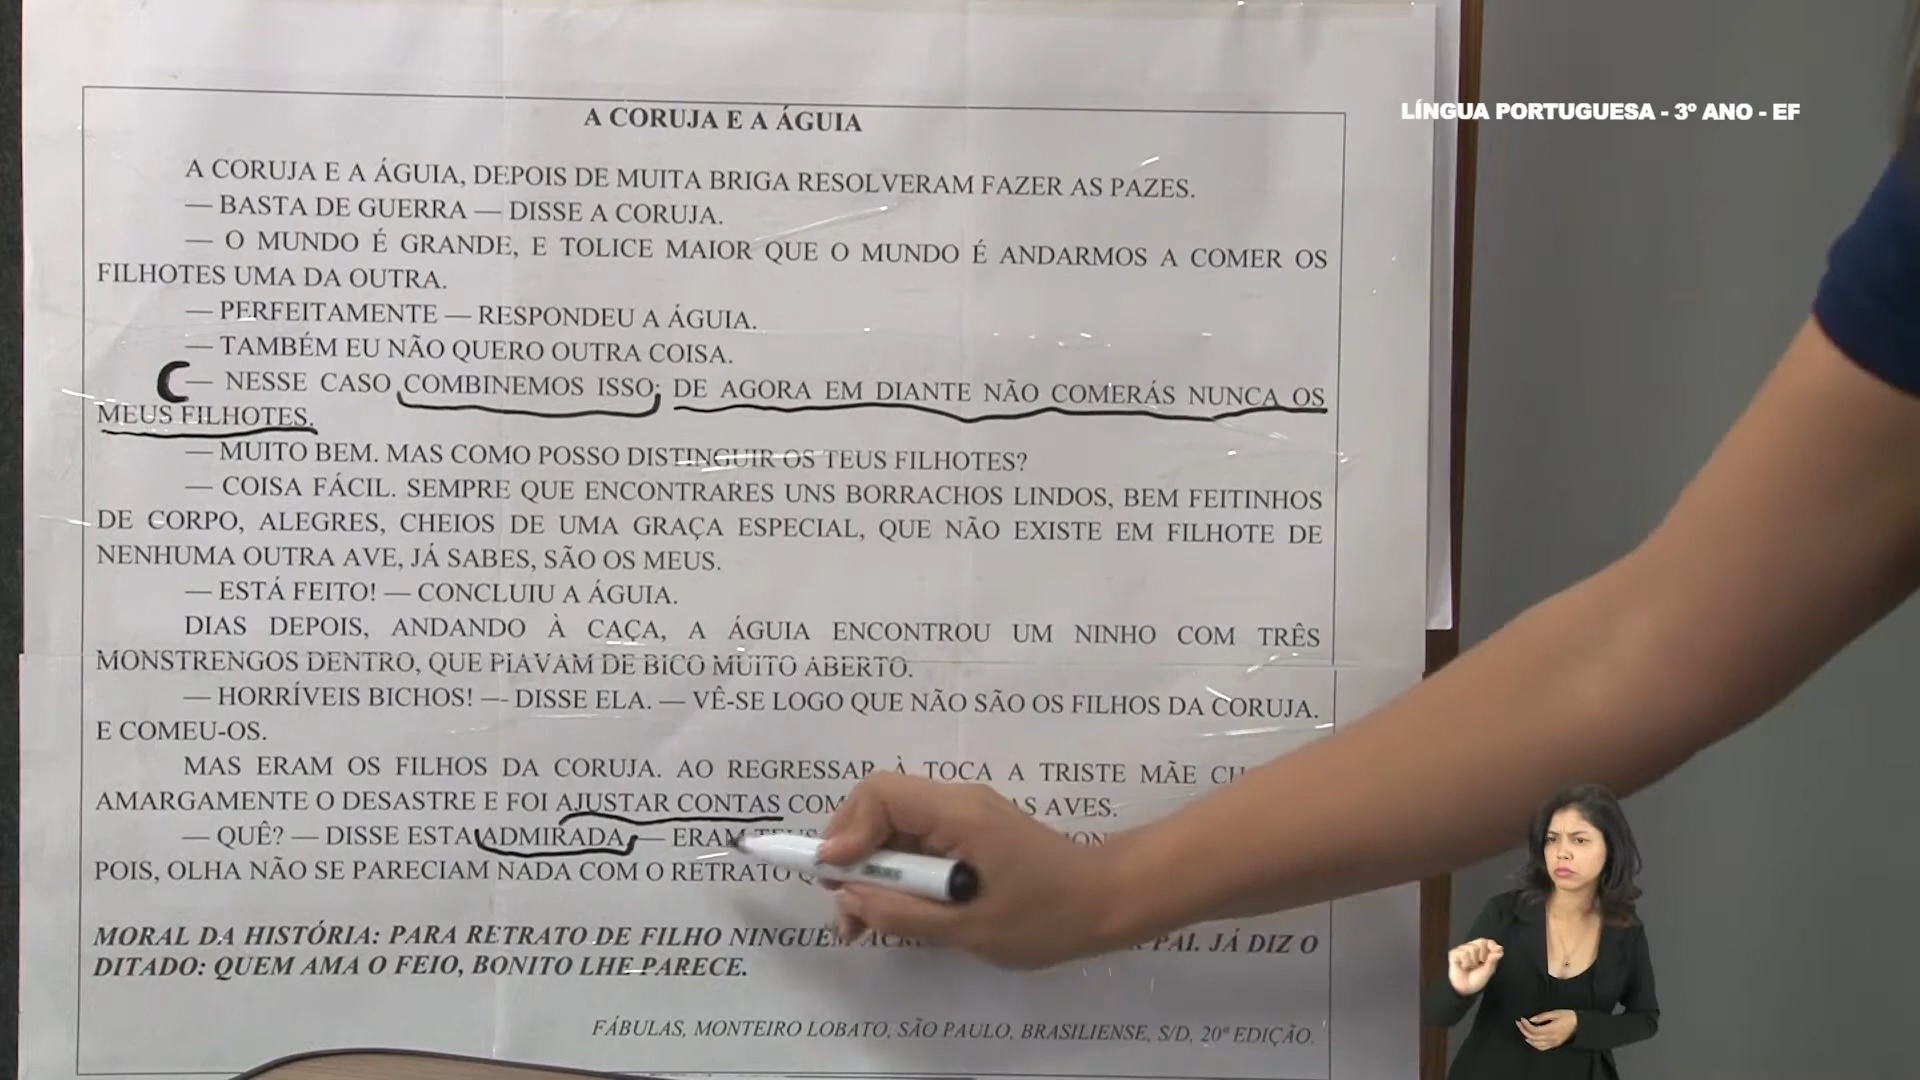 A CORUJA E A ÁGUIA
LÍNGUA PORTUGUESA - 3º ANO - EF
A CORUJA E A ÁGUIA, DEPOIS DE MUITA BRIGA RESOLVERAM FAZER AS PAZES.
— BASTA DE GUERRA — DISSE A CORUJA.
— O MUNDO É GRANDE, E TOLICE MAIOR QUE O MUNDO É ANDARMOS A COMER OS
FILHOTES UMA DA OUTRA.
— PERFEITAMENTE — RESPONDEU A ÁGUIA.
— TAMBÉM EU NÃO QUERO OUTRA COISA.
C — NESSE CASO COMBINEMOS ISSO; DE AGORA EM DIANTE NÃO COMERÁS NUNCA OS
MEUS FILHOTES.
— MUITO BEM. MAS COMO POSSO DISTINGUIR OS TEUS FILHOTES?
— COISA FÁCIL. SEMPRE QUE ENCONTRARES UNS BORRACHOS LINDOS, BEM FEITINHOS
DE CORPO, ALEGRES, CHEIOS DE UMA GRAÇA ESPECIAL, QUE NÃO EXISTE EM FILHOTE DE
NENHUMA OUTRA AVE, JÁ SABES, SÃO OS MEUS.
— ESTÁ FEITO! — CONCLUIU A ÁGUIA.
DIAS DEPOIS, ANDANDO À CAÇA, A ÁGUIA ENCONTROU UM NINHO COM TRÊS
MONSTRENGOS DENTRO, QUE PIAVAM DE BICO MUITO ABERTO.
— HORRÍVEIS BICHOS! — DISSE ELA. — VÊ-SE LOGO QUE NÃO SÃO OS FILHOS DA CORUJA.
E COMEU-OS.
MAS ERAM OS FILHOS DA CORUJA. AO REGRESSAR À TOCA A TRISTE MÃE
AMARGAMENTE O DESASTRE E FOI AJUSTAR CONTAS COM AVES.
— QUÊ? — DISSE ESTA ADMIRADA, — ERAM
POIS, OLHA NÃO SE PARECIAM NADA COM O RETRATO
MORAL DA HISTÓRIA: PARA RETRATO DE FILHO NINGUÉM PAI. JÁ DIZ O
DITADO: QUEM AMA O FEIO, BONITO LHE PARECE.
FÁBULAS, MONTEIRO LOBATO, SÃO PAULO, BRASILIENSE, S/D, 20ª EDIÇÃO.